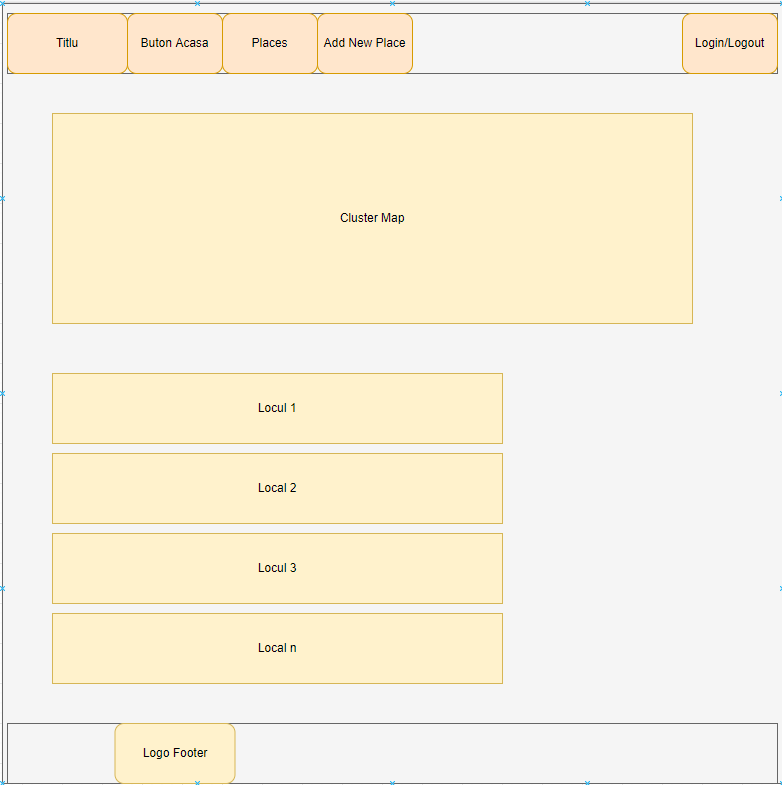 Titlu
Buton Acasa
Places
Add New Place
Login/Logout
Cluster Map
Locul 1
Local 2
Locul 3
Local n
Logo Footer